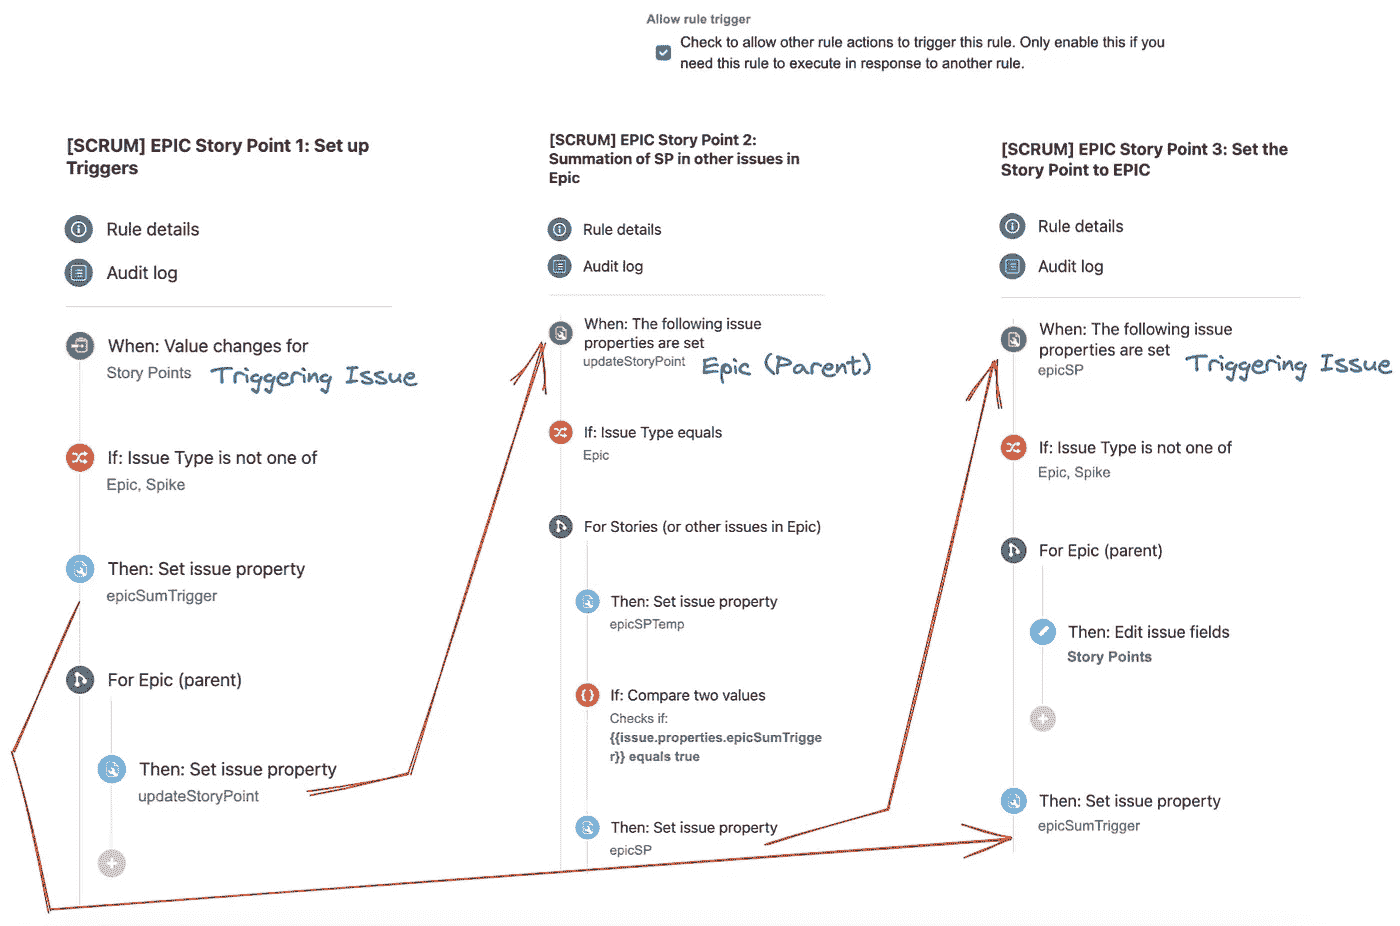 Allow rule trigger
Check to allow other rule actions to trigger this rule. Only enable this if you
need this rule to execute in response to another rule.
[SCRUM] EPIC Story Point 1: Set up
Triggers
Rule details
Audit log
When: Value changes for
Story Points
Triggering Issue
If: Issue Type is not one of
Epic, Spike
Then: Set issue property
epicSumTrigger
For Epic (parent)
Then: Set issue property
updateStoryPoint
[SCRUM] EPIC Story Point 2:
Summation of SP in other issues in
Epic
Rule details
Audit log
When: The following issue
properties are set
updateStoryPoint
Epic (Parent)
If: Issue Type equals
Epic
For Stories (or other issues in Epic)
Then: Set issue property
epicSPTemp
If: Compare two values
Checks if:
{{issue.properties.epicSumTrigge
r}} equals true
Then: Set issue property
epicSP
[SCRUM] EPIC Story Point 3: Set the
Story Point to EPIC
Rule details
Audit log
When: The following issue
properties are set
epicSP
Triggering Issue
If: Issue Type is not one of
Epic, Spike
For Epic (parent)
Then: Edit issue fields
Story Points
Then: Set issue property
epicSumTrigger